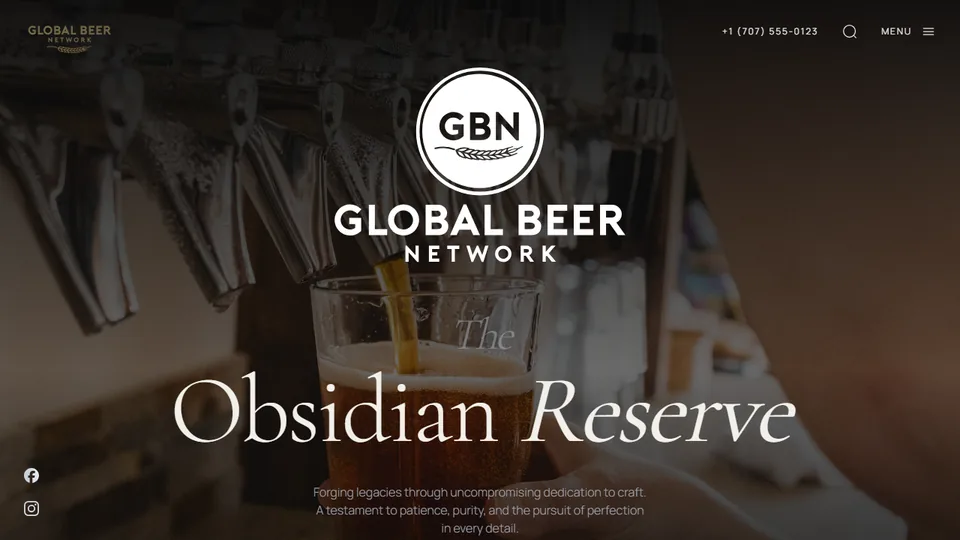 GLOBAL BEER
NETWORK
+1 (707) 555-0123
MENU
GBN
GLOBAL BEER
NETWORK
The
Obsidian Reserve
Forging legacies through uncompromising dedication to craft.
A testament to patience, purity, and the pursuit of perfection
in every detail.